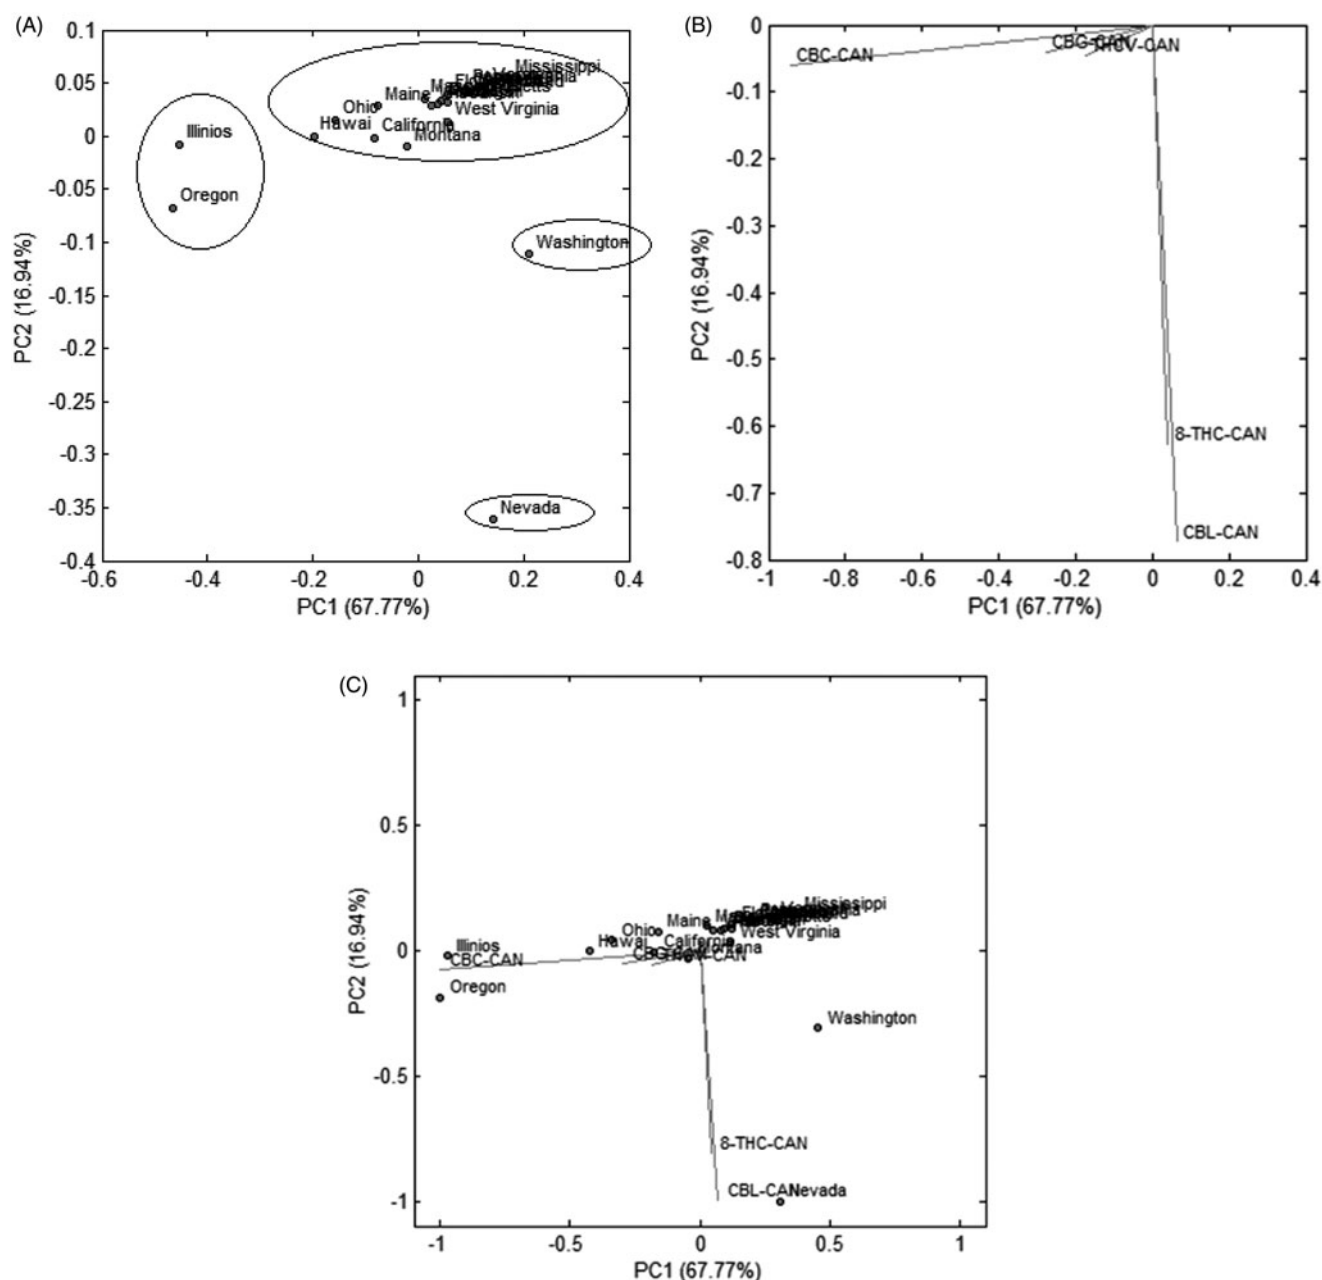 (A)
0.1
0.05
0
-0.05
-0.1
-0.15
-0.2
-0.25
-0.3
-0.35
-0.4
PC2 (16.94%)
Mississippi
Maine
Ohio
West Virginia
Hawai
California
Montana
Illinios
Oregon
Washington
Nevada
-0.6
-0.4
-0.2
0
0.2
0.4
PC1 (67.77%)
(B)
0
-0.1
-0.2
-0.3
-0.4
-0.5
-0.6
-0.7
-0.8
PC2 (16.94%)
CBC-CAN
CBG-CAN
THCV-CAN
8-THC-CAN
CBL-CAN
-1
-0.8
-0.6
-0.4
-0.2
0
0.2
0.4
PC1 (67.77%)
(C)
1
0.5
0
-0.5
-1
PC2 (16.94%)
Mississippi
Maine
Ohio
West Virginia
Hawai
California
Montana
Illinios
CBC-CAN
Oregon
Washington
8-THC-CAN
CBL-CAN
Nevada
-1
-0.5
0
0.5
1
PC1 (67.77%)